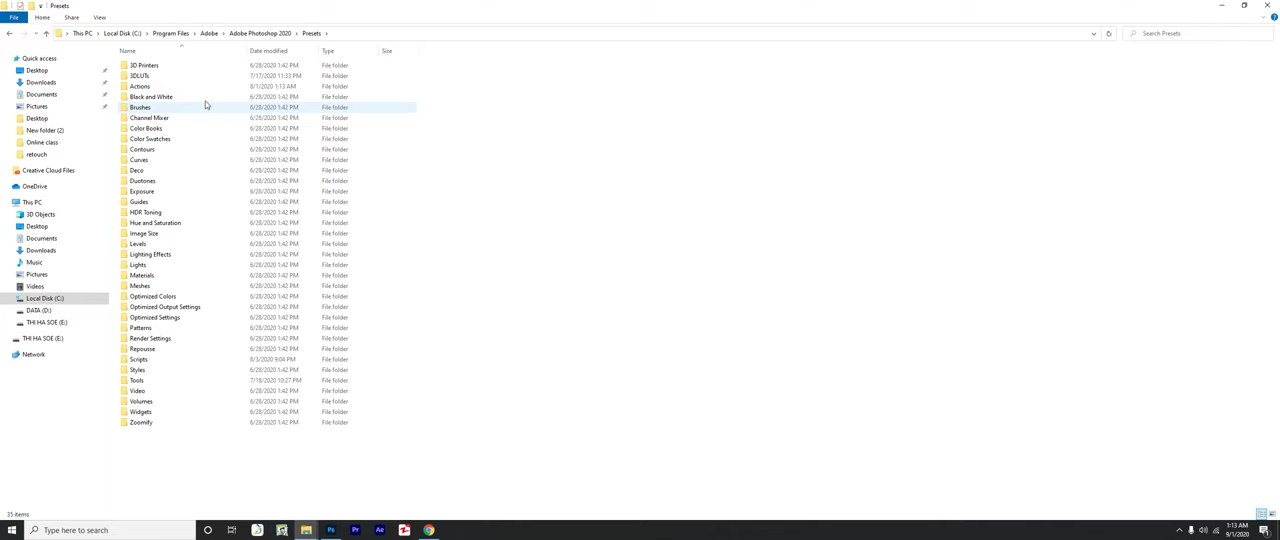 Presets
File
Home
Share
View
This PC
Local Disk (C:)
Program Files
Adobe
Adobe Photoshop 2020
Presets
Search Presets
Name
Date modified
Type
Size
Quick access
Desktop
Downloads
Documents
Pictures
Desktop
New folder (2)
Online class
retouch
Creative Cloud Files
OneDrive
This PC
3D Objects
Desktop
Documents
Downloads
Music
Pictures
Videos
Local Disk (C:)
DATA (D:)
THI HA SOE (E:)
THI HA SOE (E:)
Network
3D Printers 6/28/2020 1:42 PM File folder
3DLUTs 7/17/2020 11:33 PM File folder
Actions 8/1/2020 1:13 AM File folder
Black and White 6/28/2020 1:42 PM File folder
Brushes 6/28/2020 1:42 PM File folder
Channel Mixer 6/28/2020 1:42 PM File folder
Color Books 6/28/2020 1:42 PM File folder
Color Swatches 6/28/2020 1:42 PM File folder
Contours 6/28/2020 1:42 PM File folder
Curves 6/28/2020 1:42 PM File folder
Deco 6/28/2020 1:42 PM File folder
Duotones 6/28/2020 1:42 PM File folder
Exposure 6/28/2020 1:42 PM File folder
Guides 6/28/2020 1:42 PM File folder
HDR Toning 6/28/2020 1:42 PM File folder
Hue and Saturation 6/28/2020 1:42 PM File folder
Image Size 6/28/2020 1:42 PM File folder
Levels 6/28/2020 1:42 PM File folder
Lighting Effects 6/28/2020 1:42 PM File folder
Lights 6/28/2020 1:42 PM File folder
Materials 6/28/2020 1:42 PM File folder
Meshes 6/28/2020 1:42 PM File folder
Optimized Colors 6/28/2020 1:42 PM File folder
Optimized Output Settings 6/28/2020 1:42 PM File folder
Optimized Settings 6/28/2020 1:42 PM File folder
Patterns 6/28/2020 1:42 PM File folder
Render Settings 6/28/2020 1:42 PM File folder
Repousse 6/28/2020 1:42 PM File folder
Scripts 8/3/2020 9:04 PM File folder
Styles 6/28/2020 1:42 PM File folder
Tools 7/18/2020 10:27 PM File folder
Video 6/28/2020 1:42 PM File folder
Volumes 6/28/2020 1:42 PM File folder
Widgets 6/28/2020 1:42 PM File folder
Zoomify 6/28/2020 1:42 PM File folder
35 items
Type here to search
Ps
Pr
Ae
1:13 AM
9/1/2020